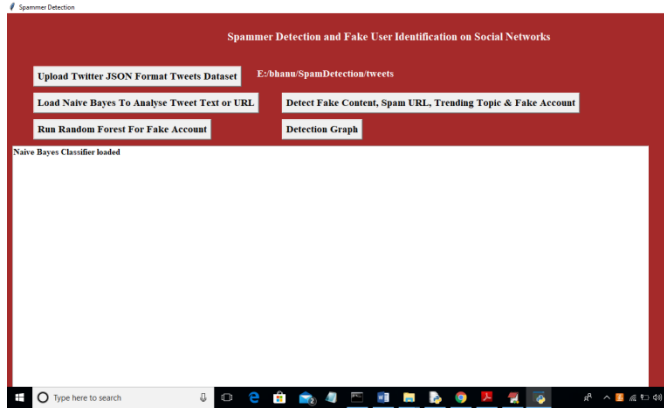 Spammer Detection
Spammer Detection and Fake User Identification on Social Networks
Upload Twitter JSON Format Tweets Dataset
E:/bhanu/SpamDetection/tweets
Load Naive Bayes To Analyse Tweet Text or URL
Detect Fake Content, Spam URL, Trending Topic & Fake Account
Run Random Forest For Fake Account
Detection Graph
Naive Bayes Classifier loaded
Type here to search